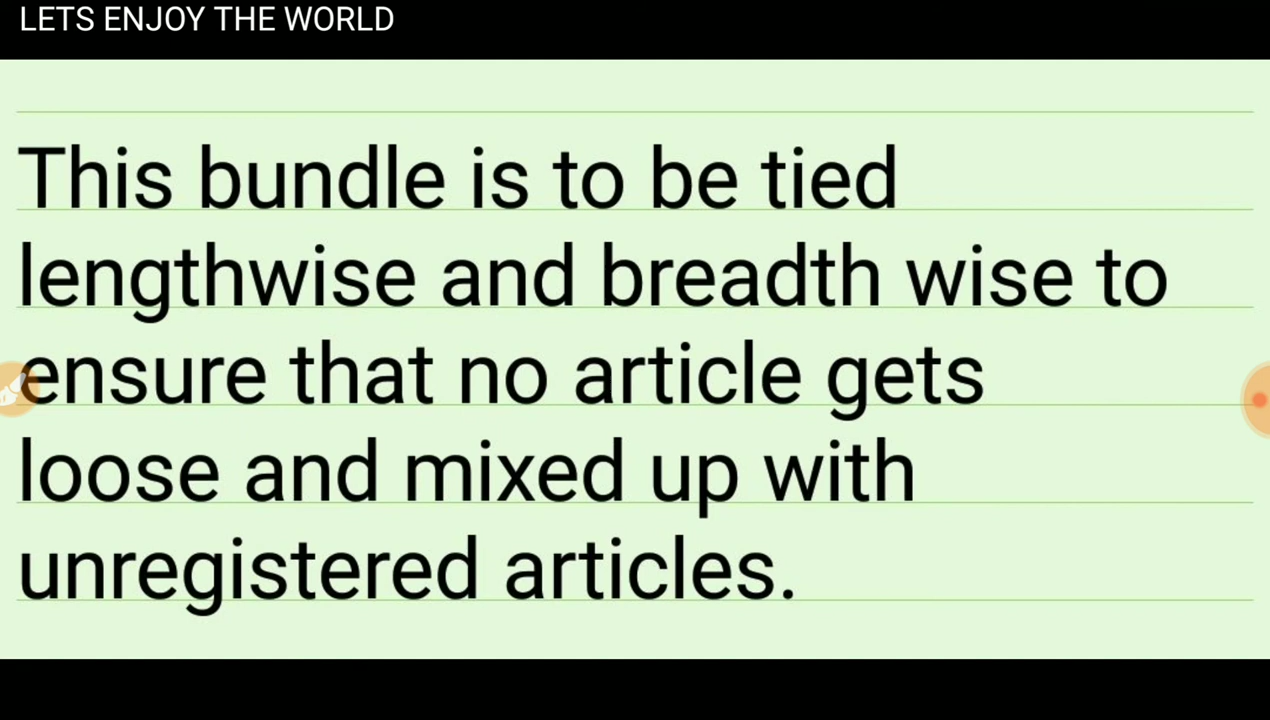 LETS ENJOY THE WORLD
This bundle is to be tied
lengthwise and breadth wise to
ensure that no article gets
loose and mixed up with
unregistered articles.